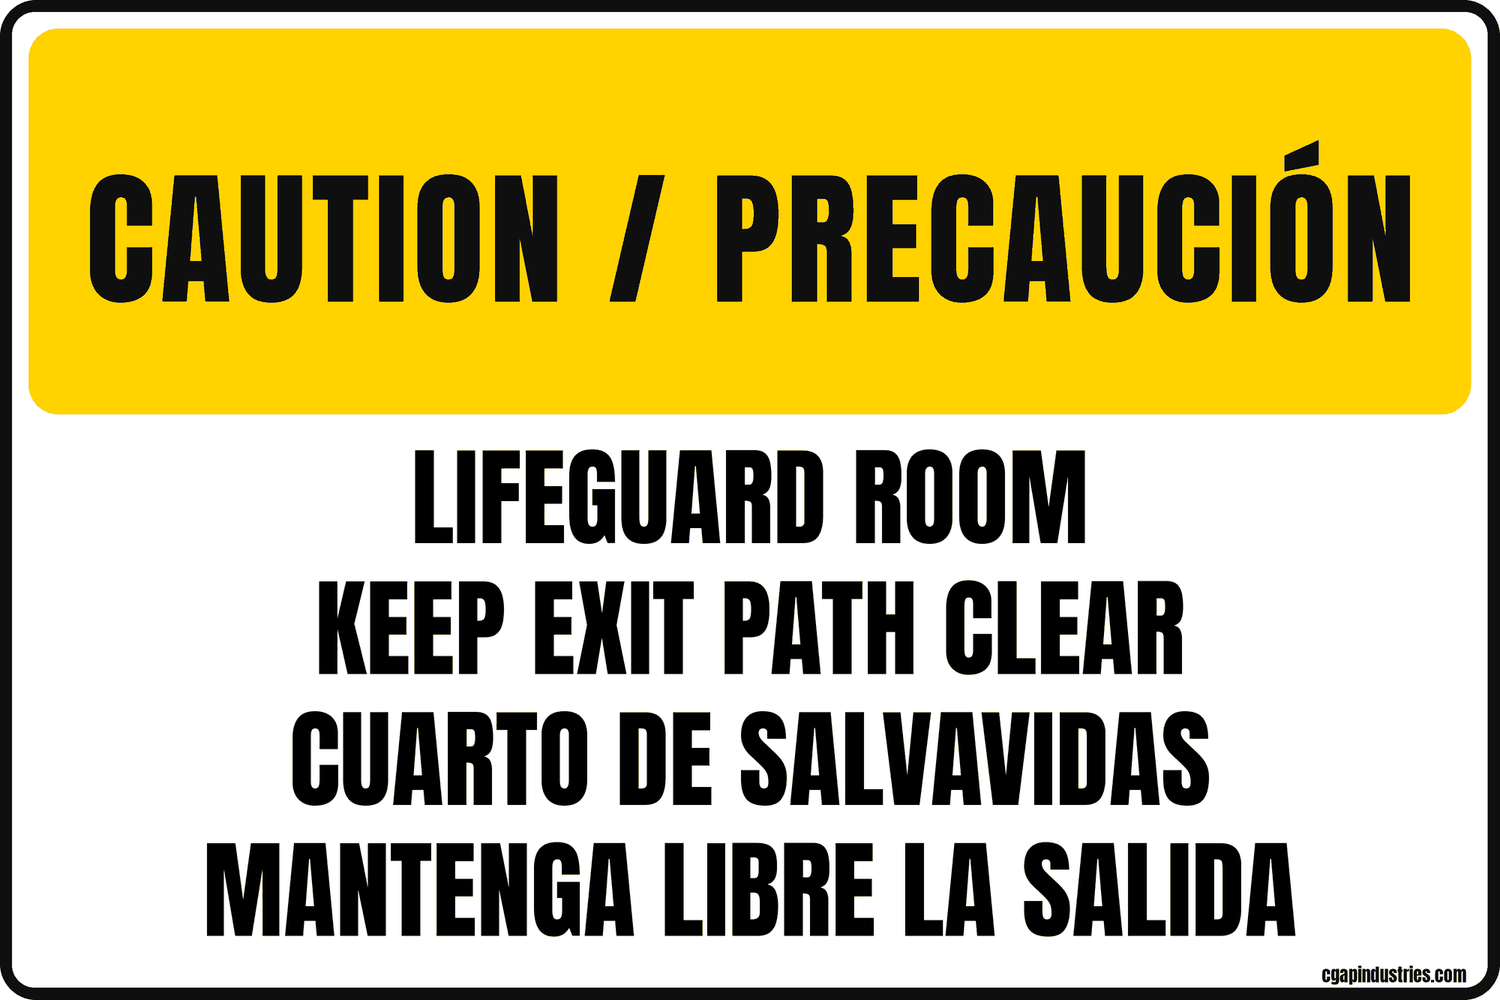 CAUTION / PRECAUCIÓN
LIFEGUARD ROOM
KEEP EXIT PATH CLEAR
CUARTO DE SALVAVIDAS
MANTENGA LIBRE LA SALIDA
cgapindustries.com